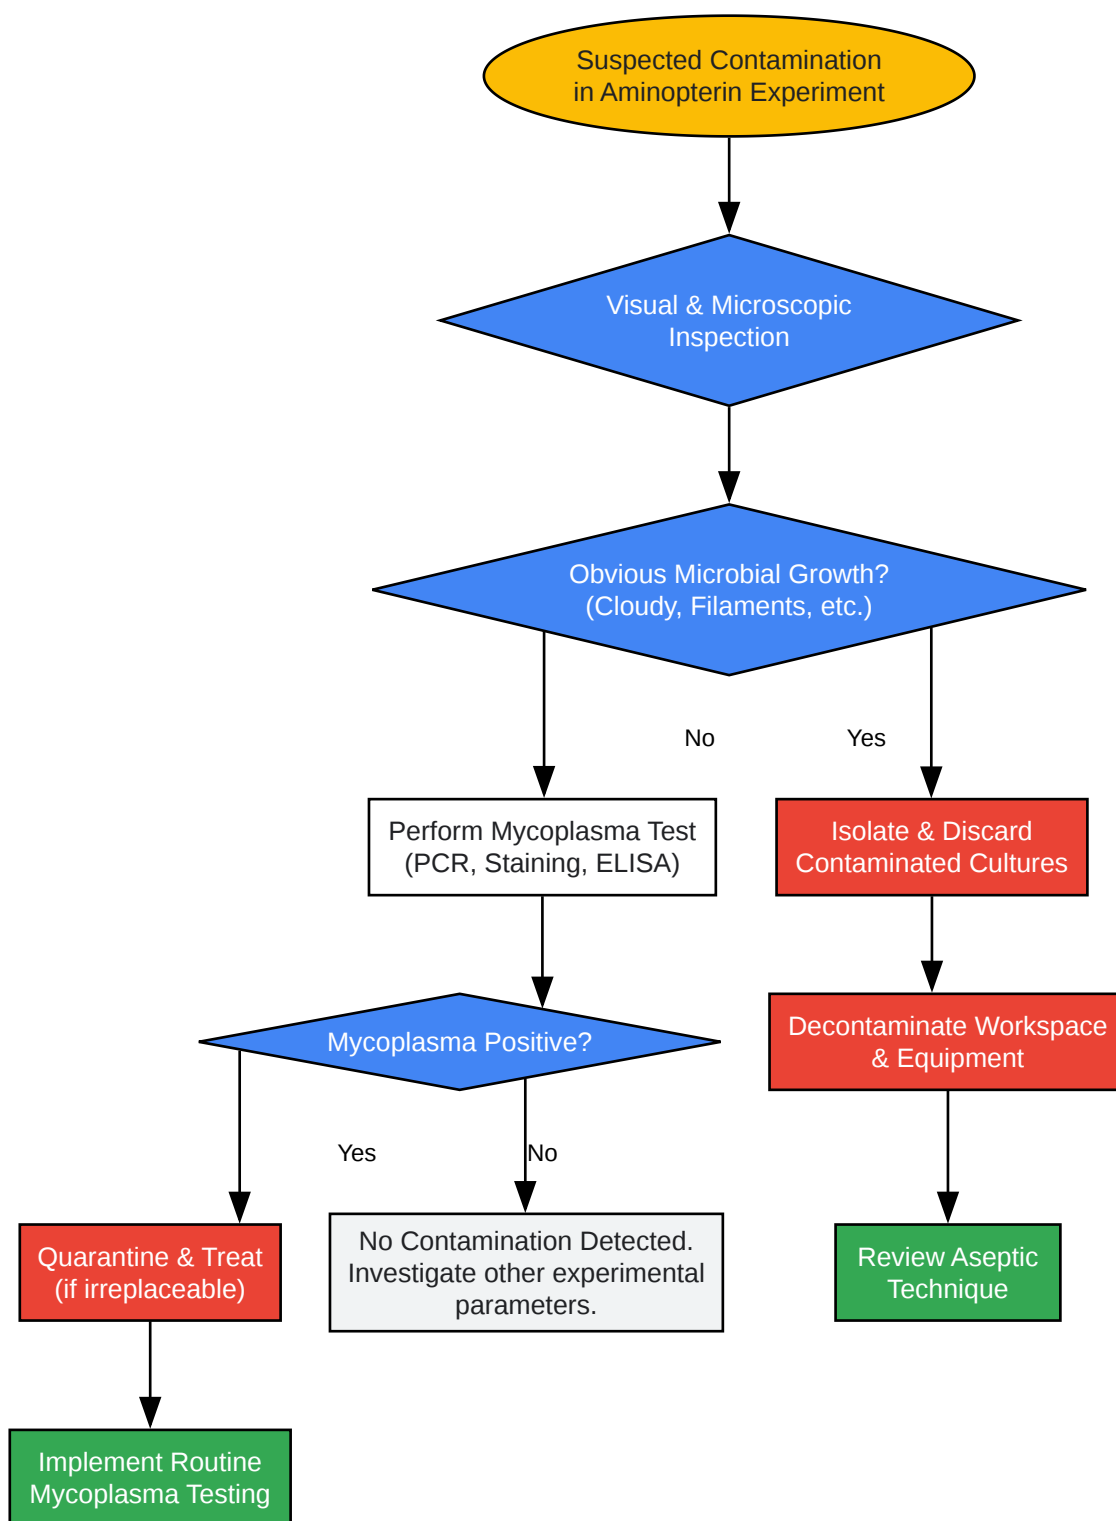 Suspected Contamination
in Aminopterin Experiment
Visual & Microscopic
Inspection
Obvious Microbial Growth?
(Cloudy, Filaments, etc.)
No
Yes
Perform Mycoplasma Test
(PCR, Staining, ELISA)
Isolate & Discard
Contaminated Cultures
Mycoplasma Positive?
Decontaminate Workspace
& Equipment
Yes
No
Quarantine & Treat
(if irreplaceable)
No Contamination Detected.
Investigate other experimental
parameters.
Review Aseptic
Technique
Implement Routine
Mycoplasma Testing